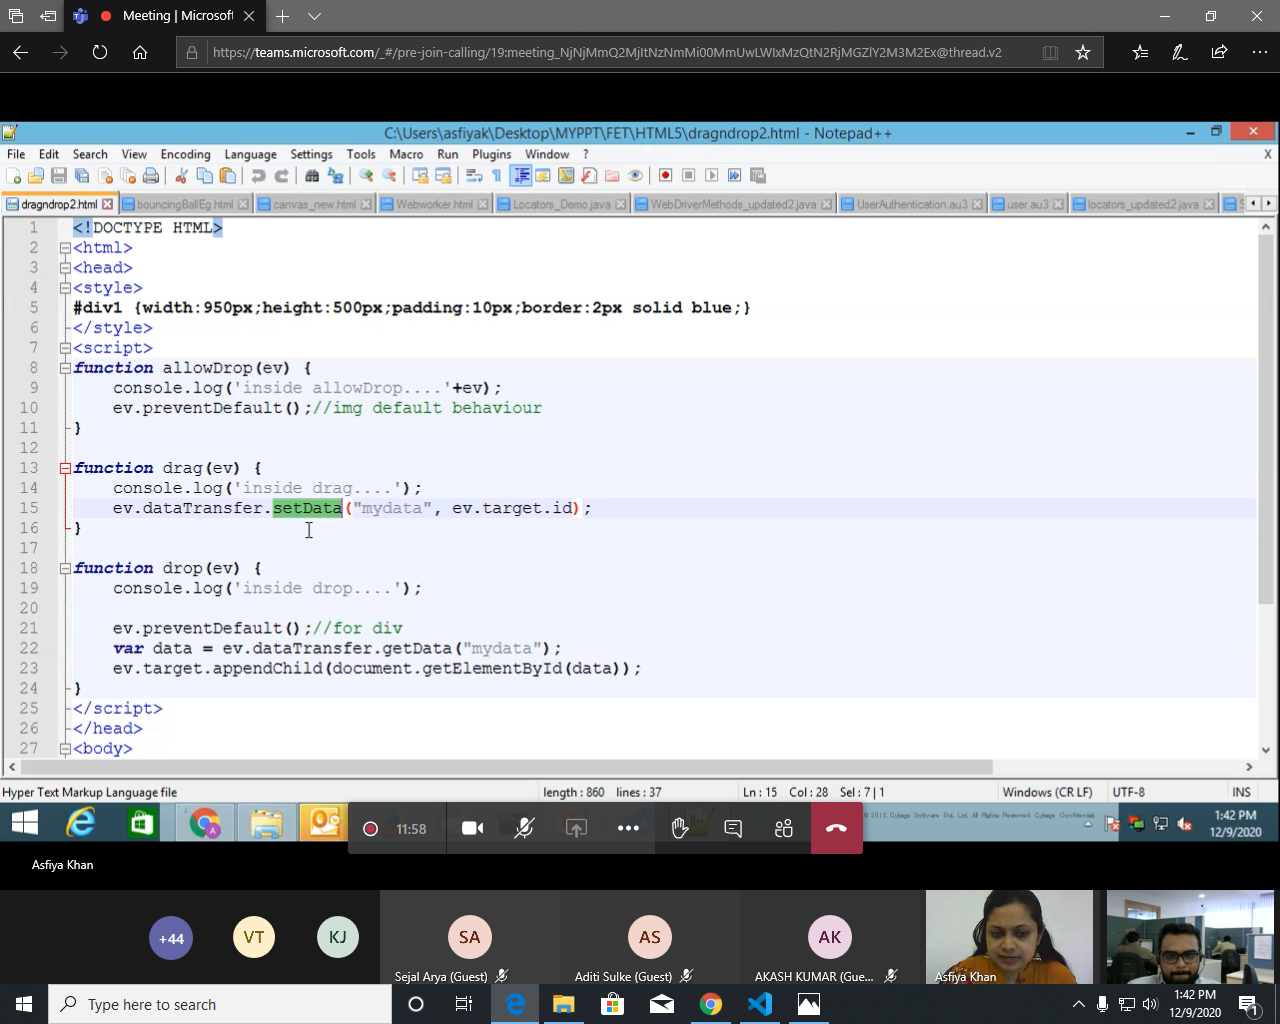 Meeting | Microsoft
https://teams.microsoft.com/_#/pre-join-calling/19:meeting_NjNjMmQ2MjItNzNmMi00MmUwLWIxMzQtN2RjMGZlY2M3M2Ex@thread.v2
C:\Users\asfiyak\Desktop\MYPPT\FET\HTML5\dragndrop2.html - Notepad++
File Edit Search View Encoding Language Settings Tools Macro Run Plugins Window ? X
dragndrop2.html bouncingBallEg.html canvas_new.html Webworker.html Locators_Demo.java WebDriverMethods_updated2.java UserAuthentication.au3 user.au3 locators_updated2.java S
1 <!DOCTYPE HTML>
2 <html>
3 <head>
4 <style>
5 #div1 {width:950px;height:500px;padding:10px;border:2px solid blue;}
6 </style>
7 <script>
8 function allowDrop(ev) {
9 console.log('inside allowDrop....'+ev);
10 ev.preventDefault();//img default behaviour
11 }
12
13 function drag(ev) {
14 console.log('inside drag....');
15 ev.dataTransfer.setData("mydata", ev.target.id);
16 }
17
18 function drop(ev) {
19 console.log('inside drop....');
20
21 ev.preventDefault();//for div
22 var data = ev.dataTransfer.getData("mydata");
23 ev.target.appendChild(document.getElementById(data));
24 }
25 </script>
26 </head>
27 <body>
Hyper Text Markup Language file length : 860 lines : 37 Ln : 15 Col : 28 Sel : 7 | 1 Windows (CR LF) UTF-8 INS
11:58
1:42 PM
12/9/2020
Asfiya Khan
+44 VT KJ SA AS AK
Sejal Arya (Guest) Aditi Sulke (Guest) AKASH KUMAR (Gue... Asfiya Khan
Type here to search
1:42 PM
12/9/2020
1